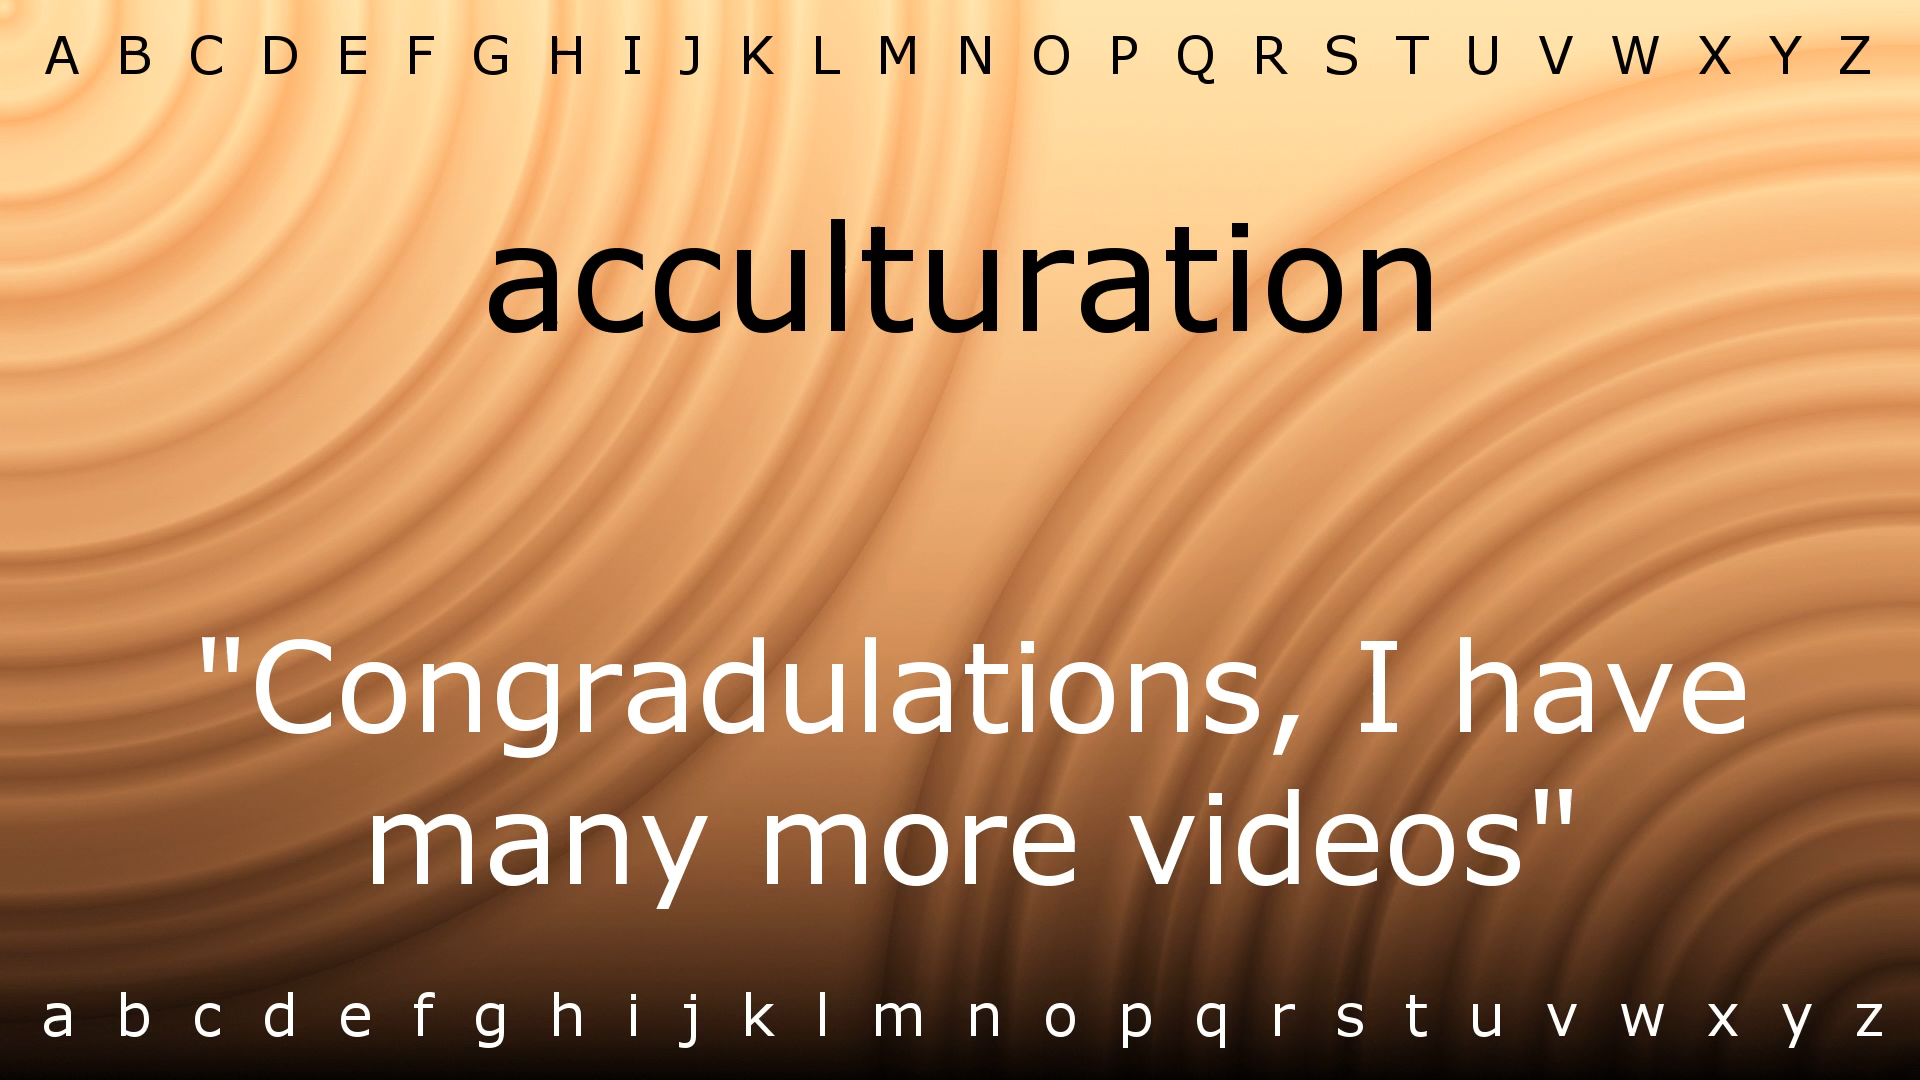 A B C D E F G H I J K L M N O P Q R S T U V W X Y Z
acculturation
"Congradulations, I have
many more videos"
a b c d e f g h i j k l m n o p q r s t u v w x y z